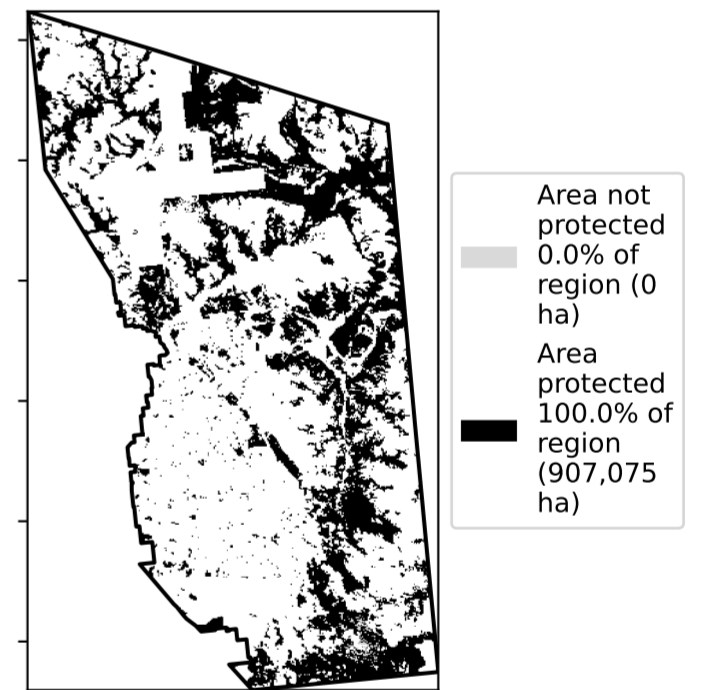 Area not
protected
0.0% of
region (0
ha)
Area
protected
100.0% of
region
(907,075
ha)